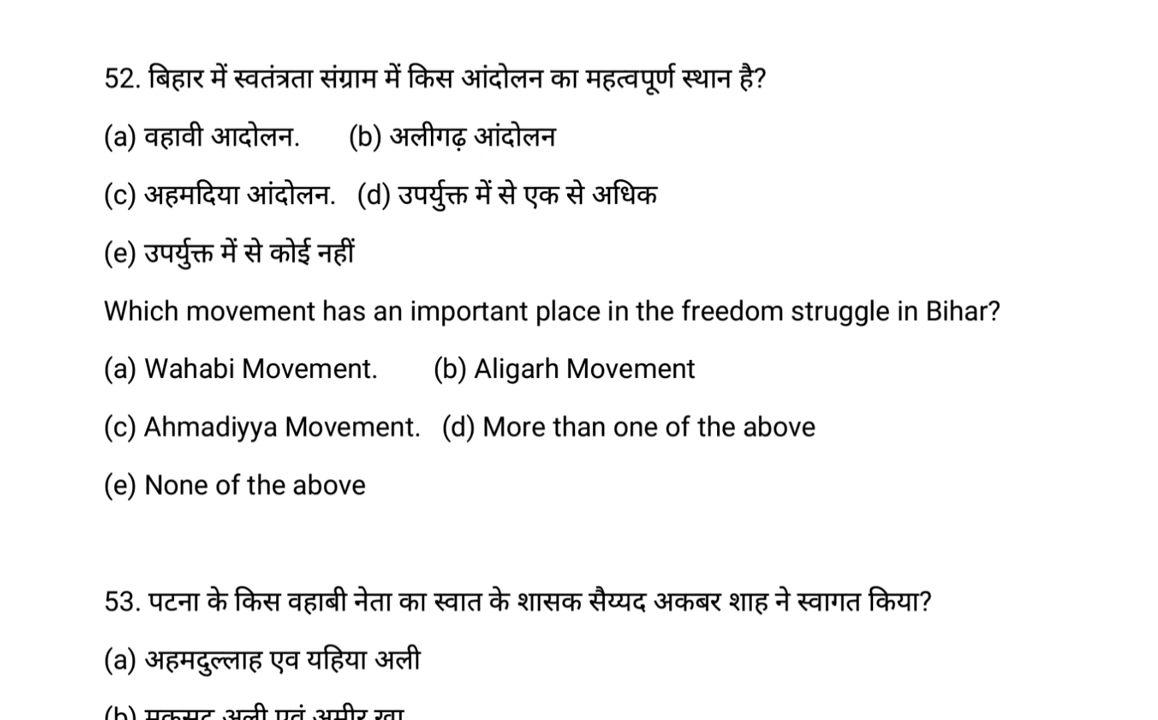 52. बिहार में स्वतंत्रता संग्राम में किस आंदोलन का महत्वपूर्ण स्थान है?
(a) वहावी आदोलन. (b) अलीगढ़ आंदोलन
(c) अहमदिया आंदोलन. (d) उपर्युक्त में से एक से अधिक
(e) उपर्युक्त में से कोई नहीं
Which movement has an important place in the freedom struggle in Bihar?
(a) Wahabi Movement. (b) Aligarh Movement
(c) Ahmadiyya Movement. (d) More than one of the above
(e) None of the above
53. पटना के किस वहाबी नेता का स्वात के शासक सैय्यद अकबर शाह ने स्वागत किया?
(a) अहमदुल्लाह एव यहिया अली
(b) अली एवं